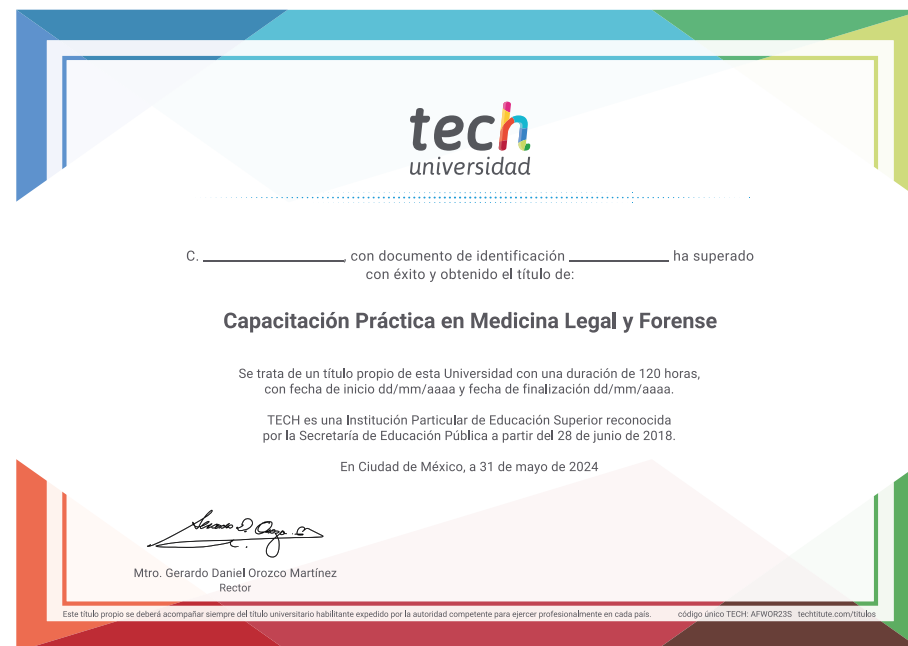 tech
universidad
C. ____________, con documento de identificación ____________ ha superado
con éxito y obtenido el título de:
Capacitación Práctica en Medicina Legal y Forense
Se trata de un título propio de esta Universidad con una duración de 120 horas,
con fecha de inicio dd/mm/aaaa y fecha de finalización dd/mm/aaaa.
TECH es una Institución Particular de Educación Superior reconocida
por la Secretaría de Educación Pública a partir del 28 de junio de 2018.
En Ciudad de México, a 31 de mayo de 2024
Mtro. Gerardo Daniel Orozco Martínez
Rector
Este título propio se deberá acompañar siempre del título universitario habilitante expedido por la autoridad competente para ejercer profesionalmente en cada país. código único TECH: AFWOR23S techtitute.com/titulos